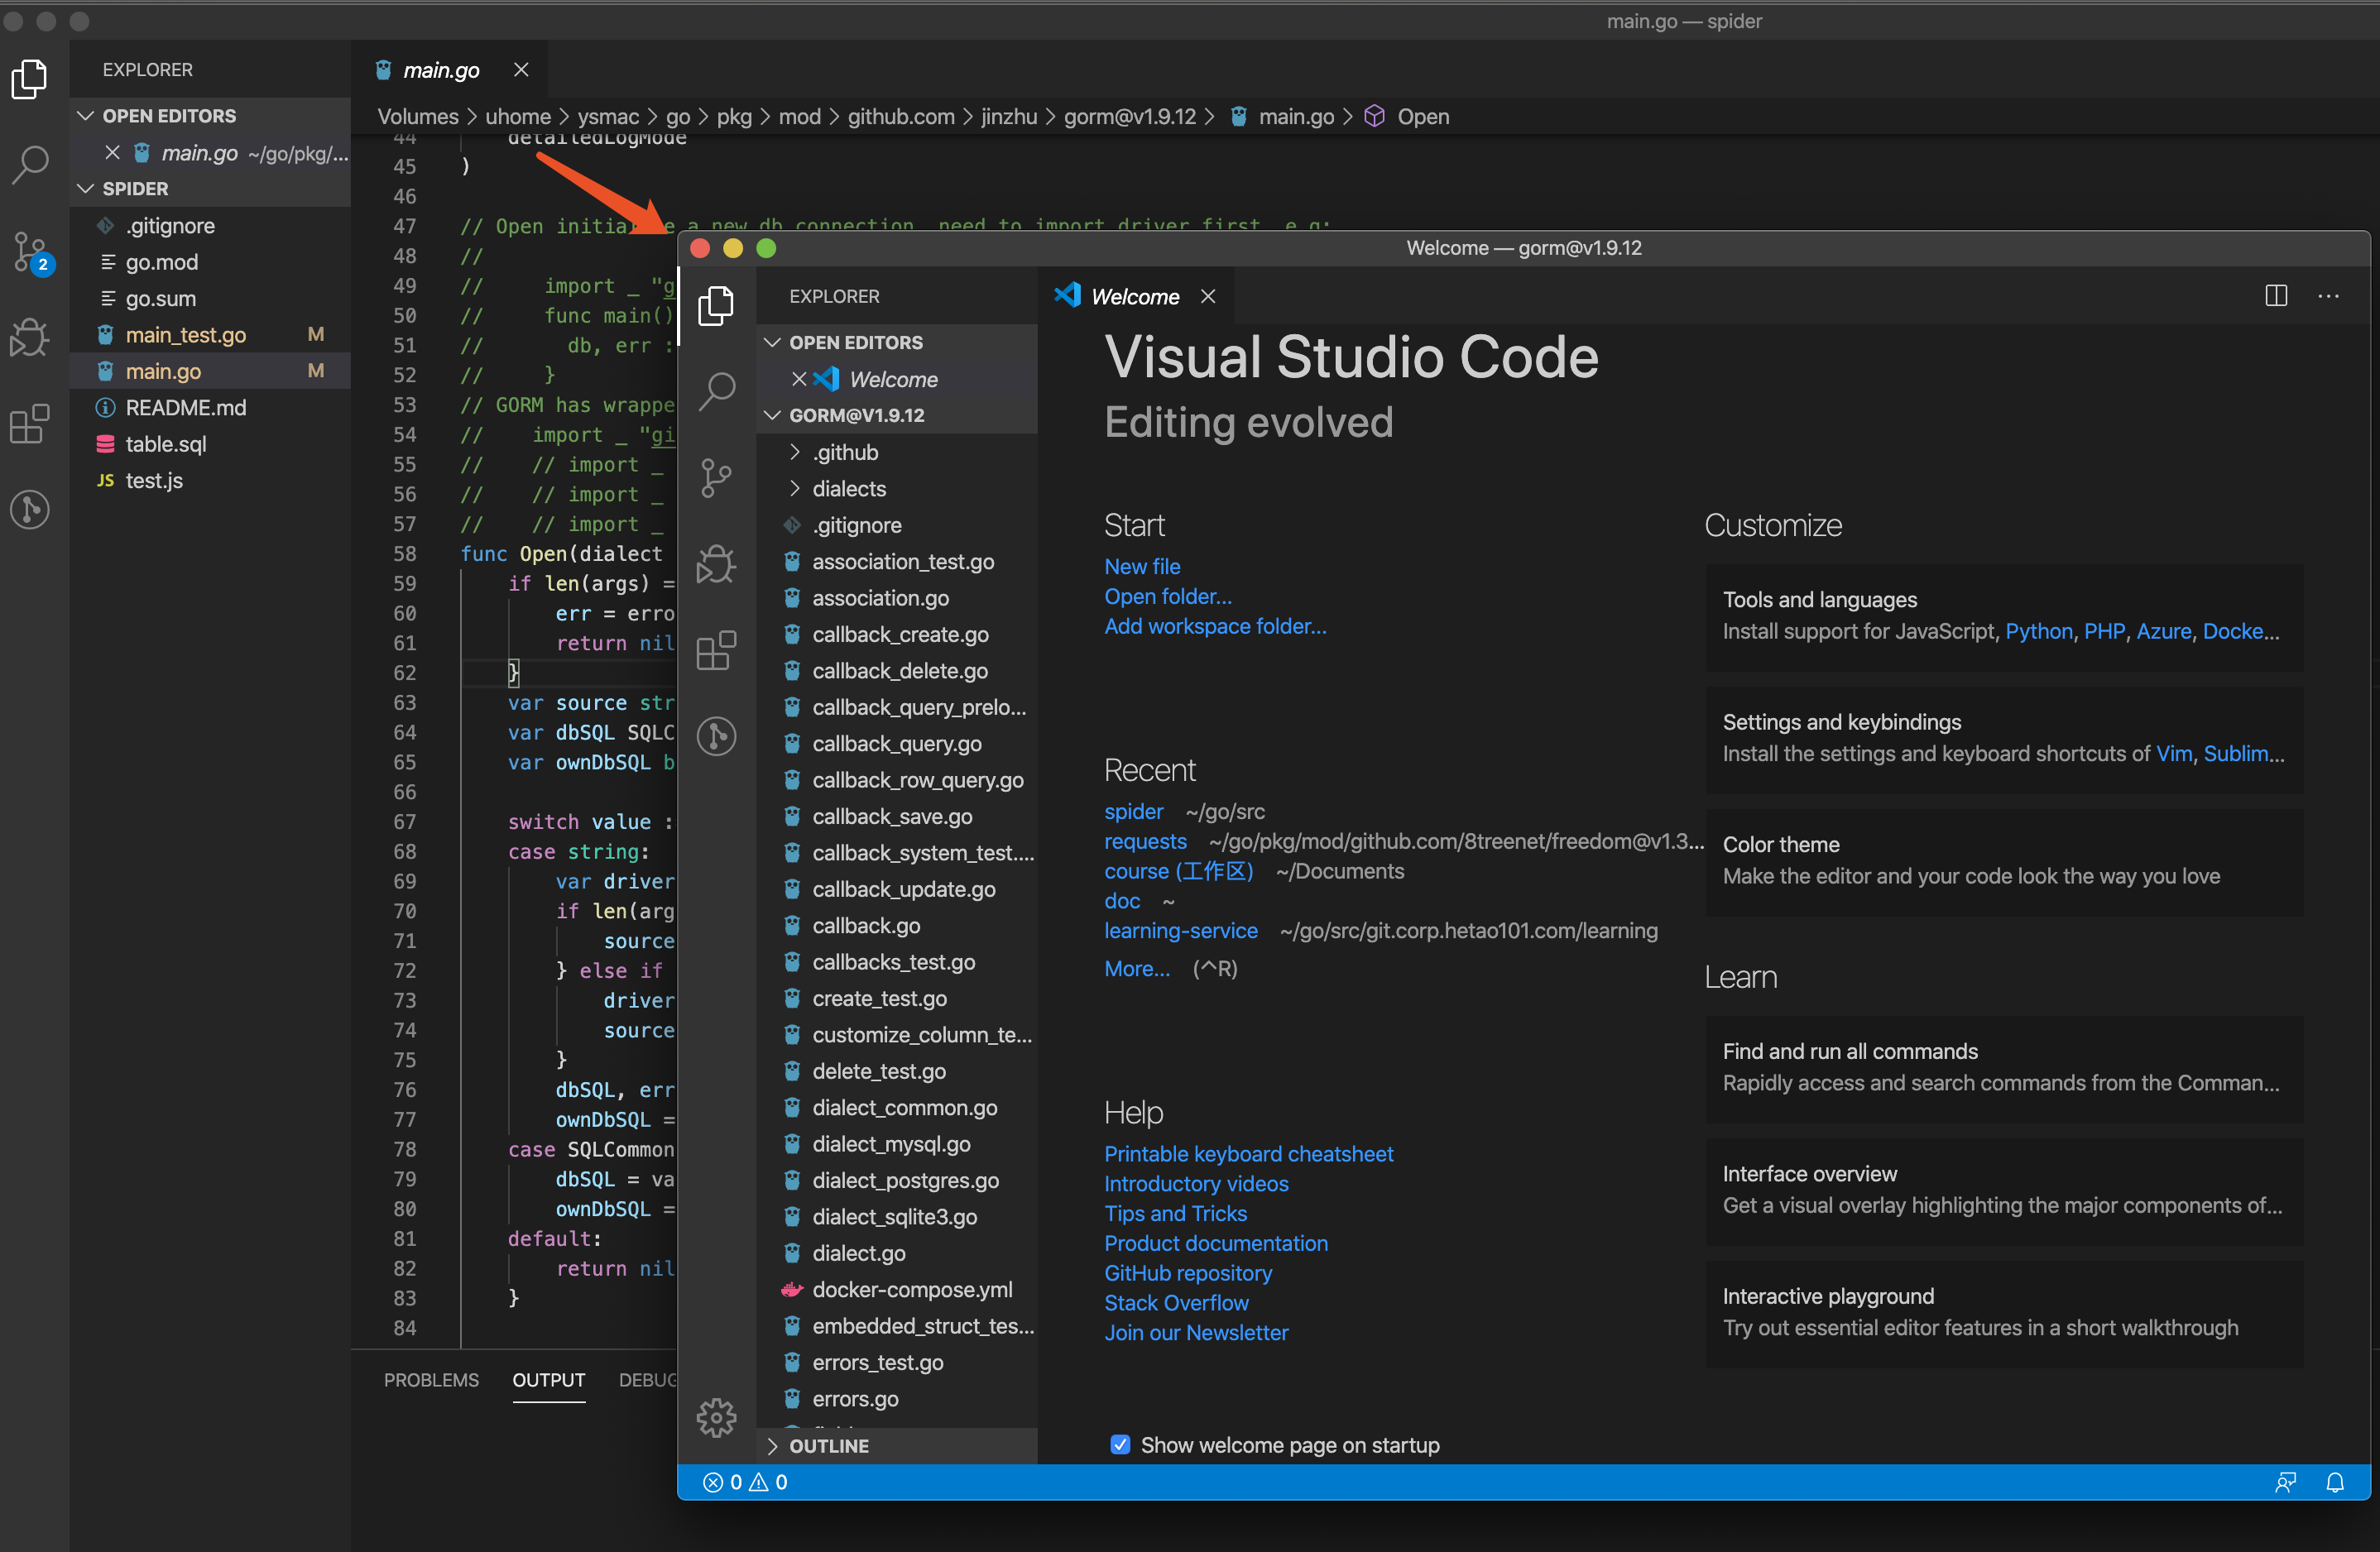 main.go — spider
EXPLORER
OPEN EDITORS
main.go ~/go/pkg/...
SPIDER
.gitignore
go.mod
go.sum
main_test.go M
main.go M
README.md
table.sql
JS test.js
2
main.go
Volumes > uhome > ysmac > go > pkg > mod > github.com > jinzhu > gorm@v1.9.12 > main.go > Open
44 detailedLogMode
45 )
46
47 // Open initia e a new db connection, need to import driver first, e.g:
48 //
49 // import _ "g
50 // func main()
51 // db, err :
52 // }
53 // GORM has wrappe
54 // import _ "gi
55 // // import _
56 // // import _
57 // // import _
58 func Open(dialect
59 if len(args) =
60 err = erro
61 return nil
62 }
63 var source str
64 var dbSQL SQLC
65 var ownDbSQL b
66
67 switch value :
68 case string:
69 var driver
70 if len(arg
71 source
72 } else if
73 driver
74 source
75 }
76 dbSQL, err
77 ownDbSQL =
78 case SQLCommon
79 dbSQL = va
80 ownDbSQL =
81 default:
82 return nil
83 }
84
PROBLEMS OUTPUT DEBUG
Welcome — gorm@v1.9.12
EXPLORER
OPEN EDITORS
Welcome
GORM@V1.9.12
.github
dialects
.gitignore
association_test.go
association.go
callback_create.go
callback_delete.go
callback_query_prelo...
callback_query.go
callback_row_query.go
callback_save.go
callback_system_test....
callback_update.go
callback.go
callbacks_test.go
create_test.go
customize_column_te...
delete_test.go
dialect_common.go
dialect_mysql.go
dialect_postgres.go
dialect_sqlite3.go
dialect.go
docker-compose.yml
embedded_struct_tes...
errors_test.go
errors.go
OUTLINE
Welcome
Visual Studio Code
Editing evolved
Start
New file
Open folder...
Add workspace folder...
Recent
spider ~/go/src
requests ~/go/pkg/mod/github.com/8treenet/freedom@v1.3...
course (工作区) ~/Documents
doc ~
learning-service ~/go/src/git.corp.hetao101.com/learning
More... (^R)
Help
Printable keyboard cheatsheet
Introductory videos
Tips and Tricks
Product documentation
GitHub repository
Stack Overflow
Join our Newsletter
Customize
Tools and languages
Install support for JavaScript, Python, PHP, Azure, Docke...
Settings and keybindings
Install the settings and keyboard shortcuts of Vim, Sublim...
Color theme
Make the editor and your code look the way you love
Learn
Find and run all commands
Rapidly access and search commands from the Comman...
Interface overview
Get a visual overlay highlighting the major components of...
Interactive playground
Try out essential editor features in a short walkthrough
Show welcome page on startup
0 0